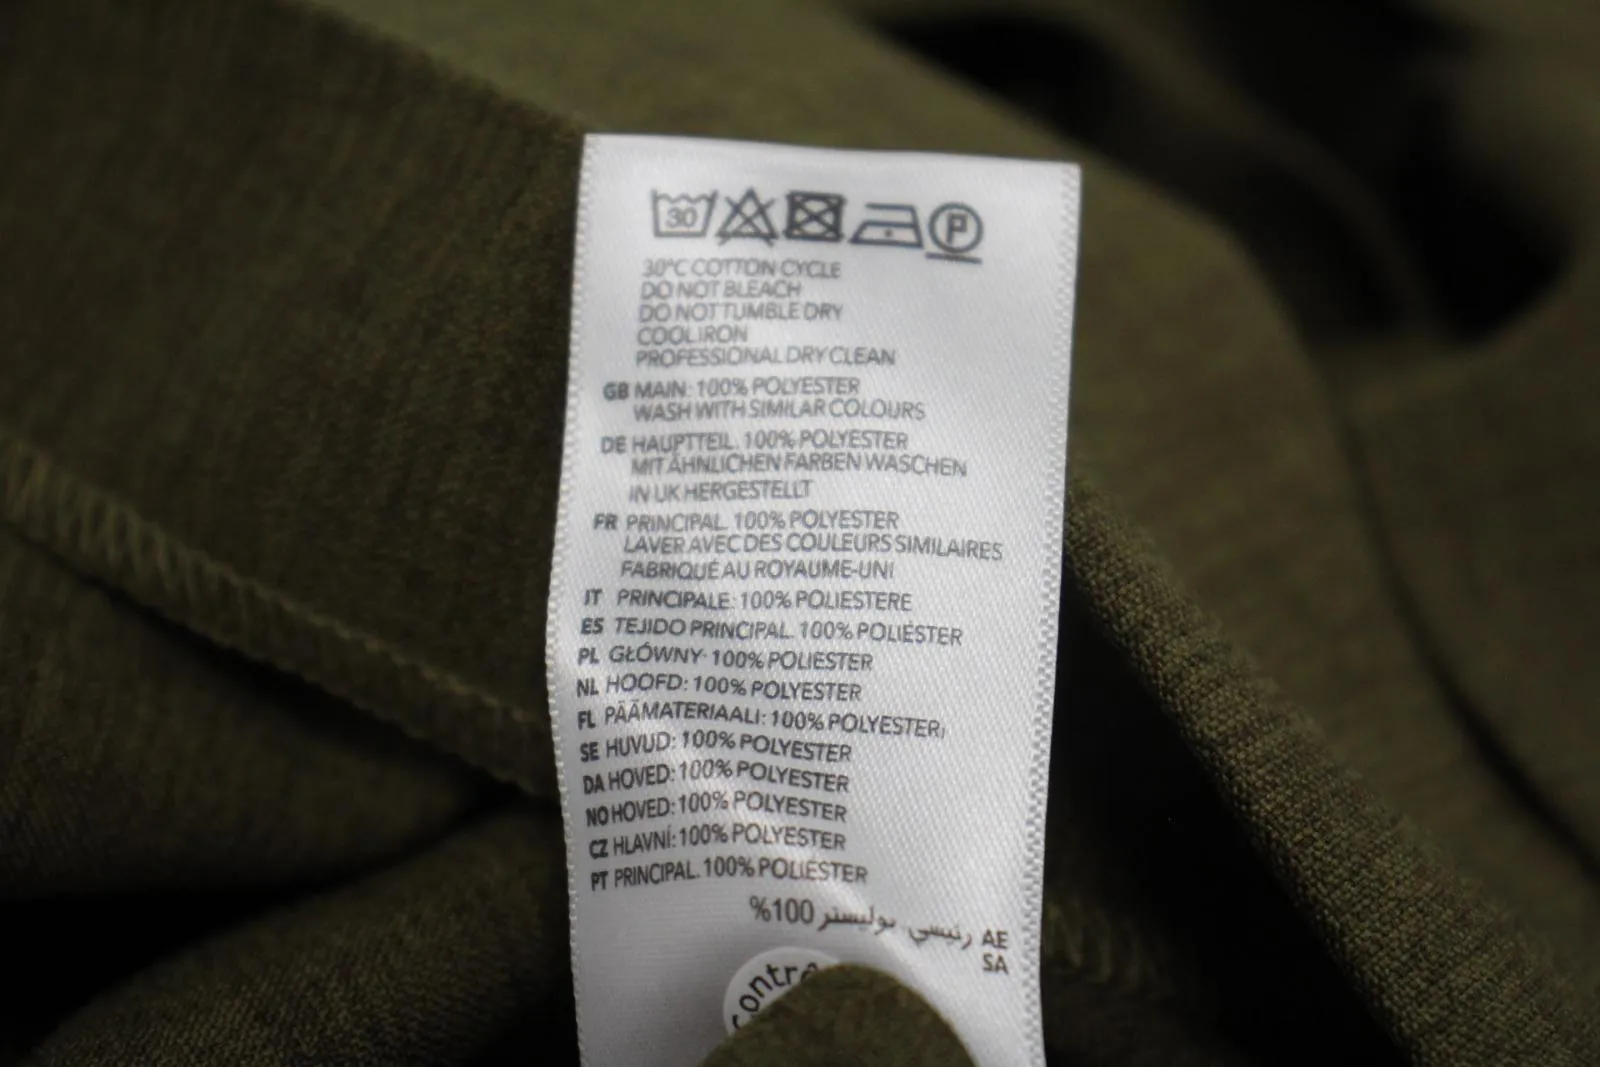 30
P
30°C COTTON CYCLE
DO NOT BLEACH
DO NOT TUMBLE DRY
COOL IRON
PROFESSIONAL DRY CLEAN
GB MAIN: 100% POLYESTER
WASH WITH SIMILAR COLOURS
DE HAUPTTEIL. 100% POLYESTER
MIT ÄHNLICHEN FARBEN WASCHEN
IN UK HERGESTELLT
FR PRINCIPAL. 100% POLYESTER
LAVER AVEC DES COULEURS SIMILAIRES
FABRIQUÉ AU ROYAUME-UNI
IT PRINCIPALE: 100% POLIESTERE
ES TEJIDO PRINCIPAL. 100% POLIÉSTER
PL GŁÓWNY: 100% POLIESTER
NL HOOFD: 100% POLYESTER
FL PÄÄMATERIAALI: 100% POLYESTERI
SE HUVUD: 100% POLYESTER
DA HOVED: 100% POLYESTER
NO HOVED: 100% POLYESTER
CZ HLAVNÍ: 100% POLYESTER
PT PRINCIPAL. 100% POLIÉSTER
AE رئيسي بوليستر 100%
SA
contrô